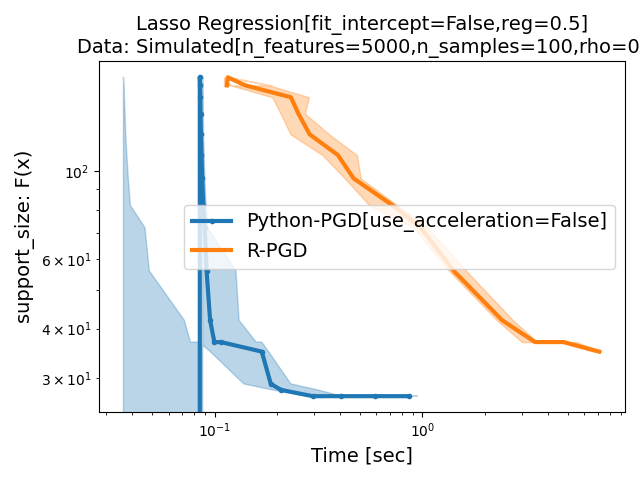 Lasso Regression[fit_intercept=False,reg=0.5]
Data: Simulated[n_features=5000,n_samples=100,rho=0
support_size: F(x)
10²
6 × 10¹
4 × 10¹
3 × 10¹
Python-PGD[use_acceleration=False]
R-PGD
10⁻¹
10⁰
Time [sec]